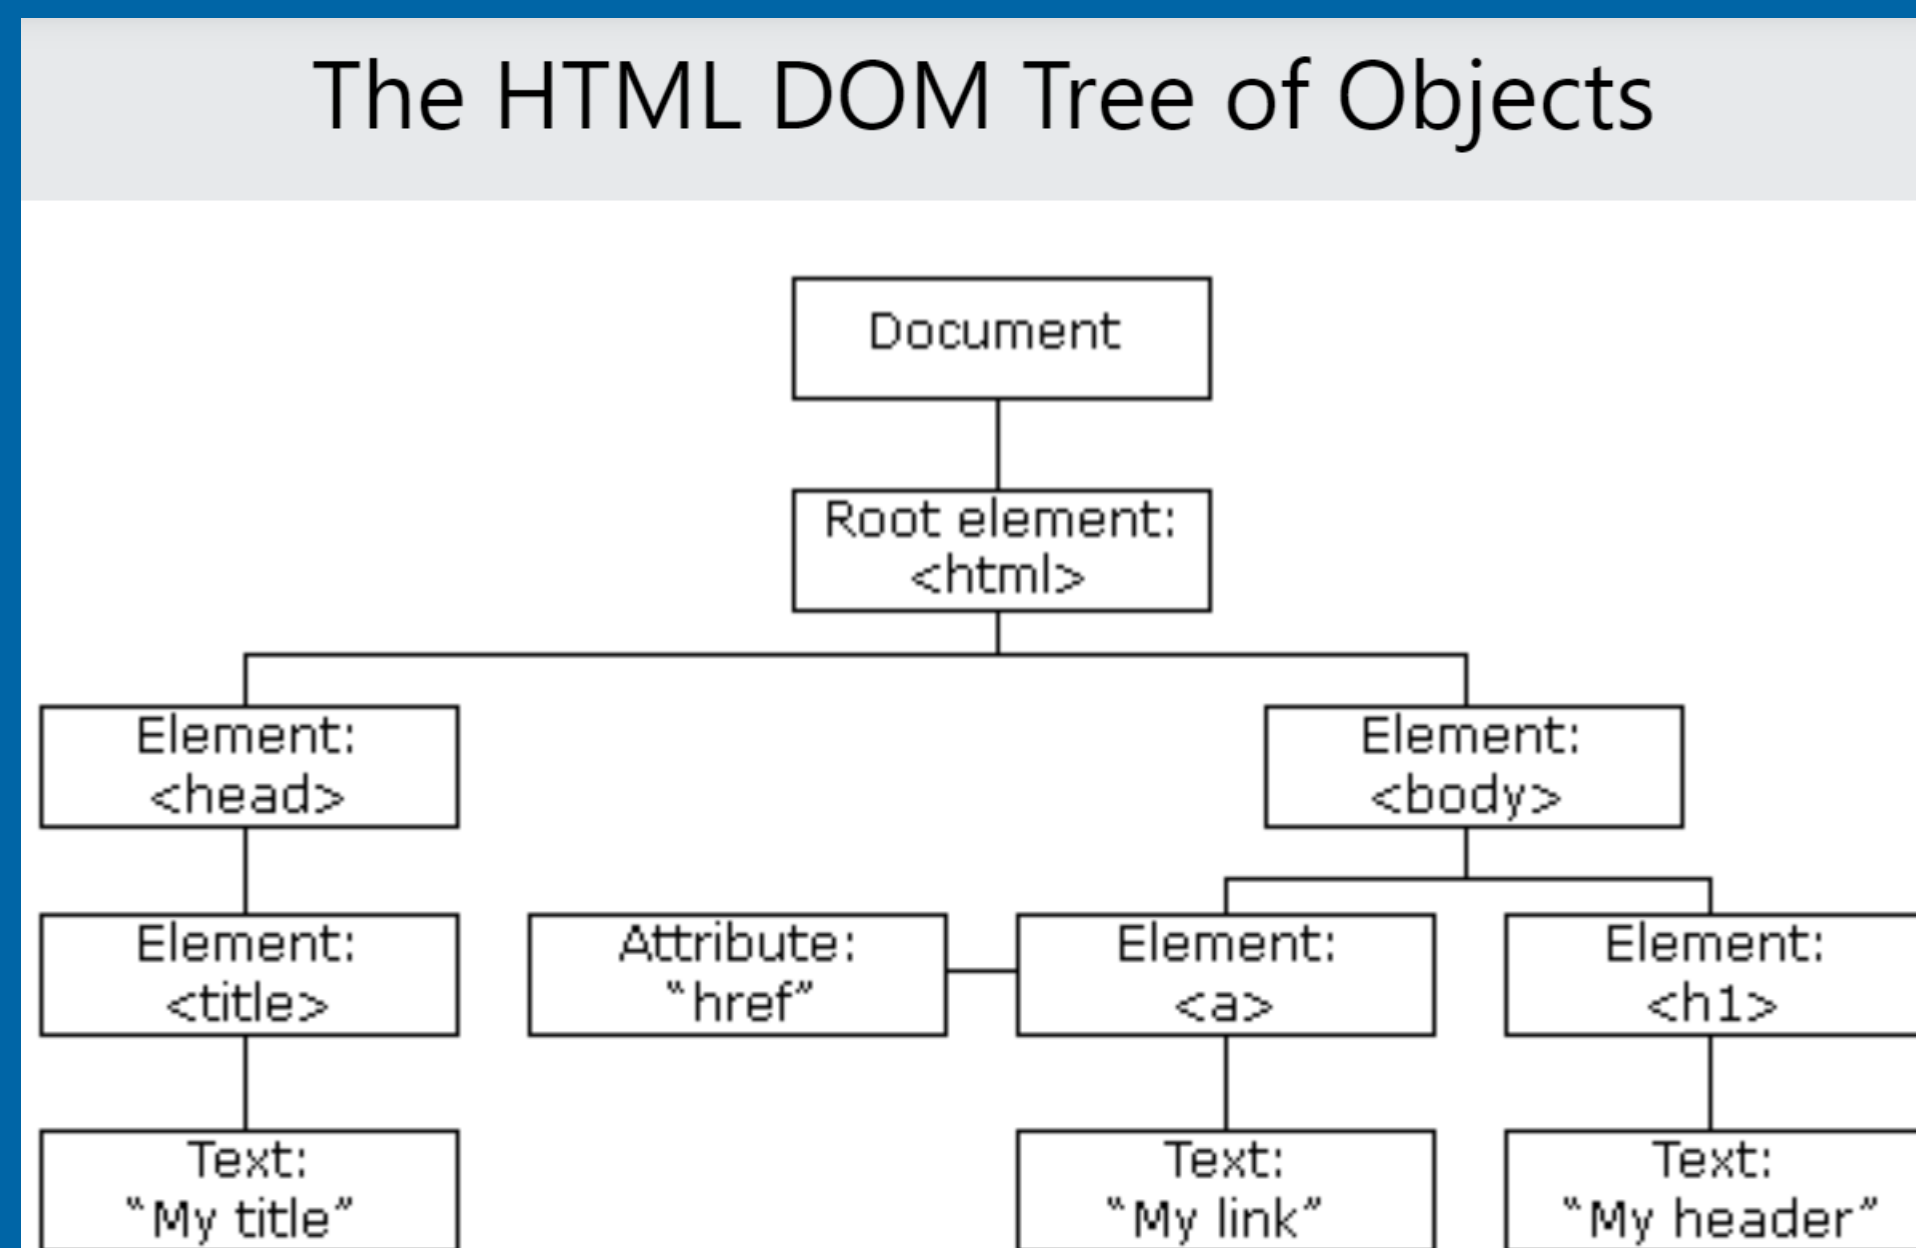 The HTML DOM Tree of Objects
Document
Root element:
<html>
Element:
<head>
Element:
<body>
Element:
<title>
Attribute:
“href”
Element:
<a>
Element:
<h1>
Text:
“My title”
Text:
“My link”
Text:
“My header”